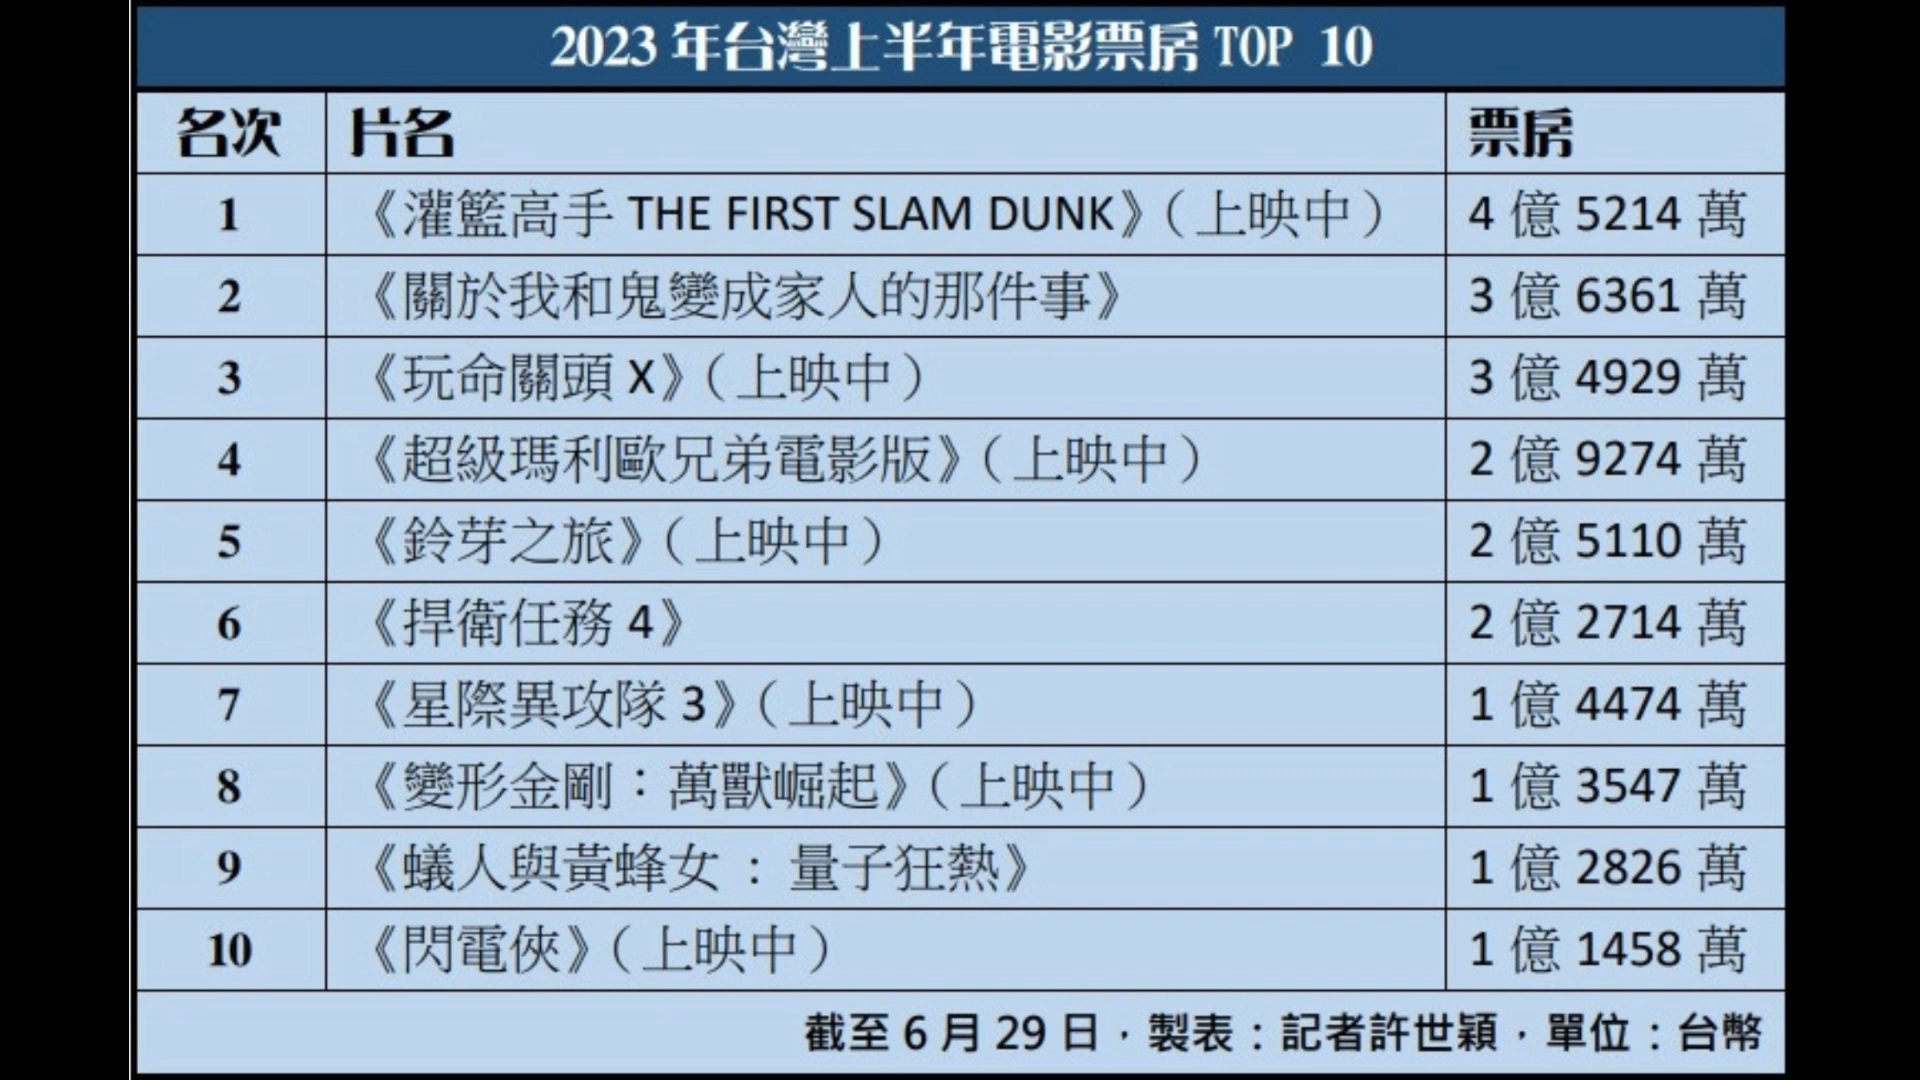 2023 年台灣上半年電影票房 TOP 10
名次 片名 票房
1 《灌籃高手 THE FIRST SLAM DUNK》（上映中） 4 億 5214 萬
2 《關於我和鬼變成家人的那件事》 3 億 6361 萬
3 《玩命關頭 X》（上映中） 3 億 4929 萬
4 《超級瑪利歐兄弟電影版》（上映中） 2 億 9274 萬
5 《鈴芽之旅》（上映中） 2 億 5110 萬
6 《捍衛任務 4》 2 億 2714 萬
7 《星際異攻隊 3》（上映中） 1 億 4474 萬
8 《變形金剛：萬獸崛起》（上映中） 1 億 3547 萬
9 《蟻人與黃蜂女 : 量子狂熱》 1 億 2826 萬
10 《閃電俠》（上映中） 1 億 1458 萬
截至 6 月 29 日，製表：記者許世穎，單位：台幣